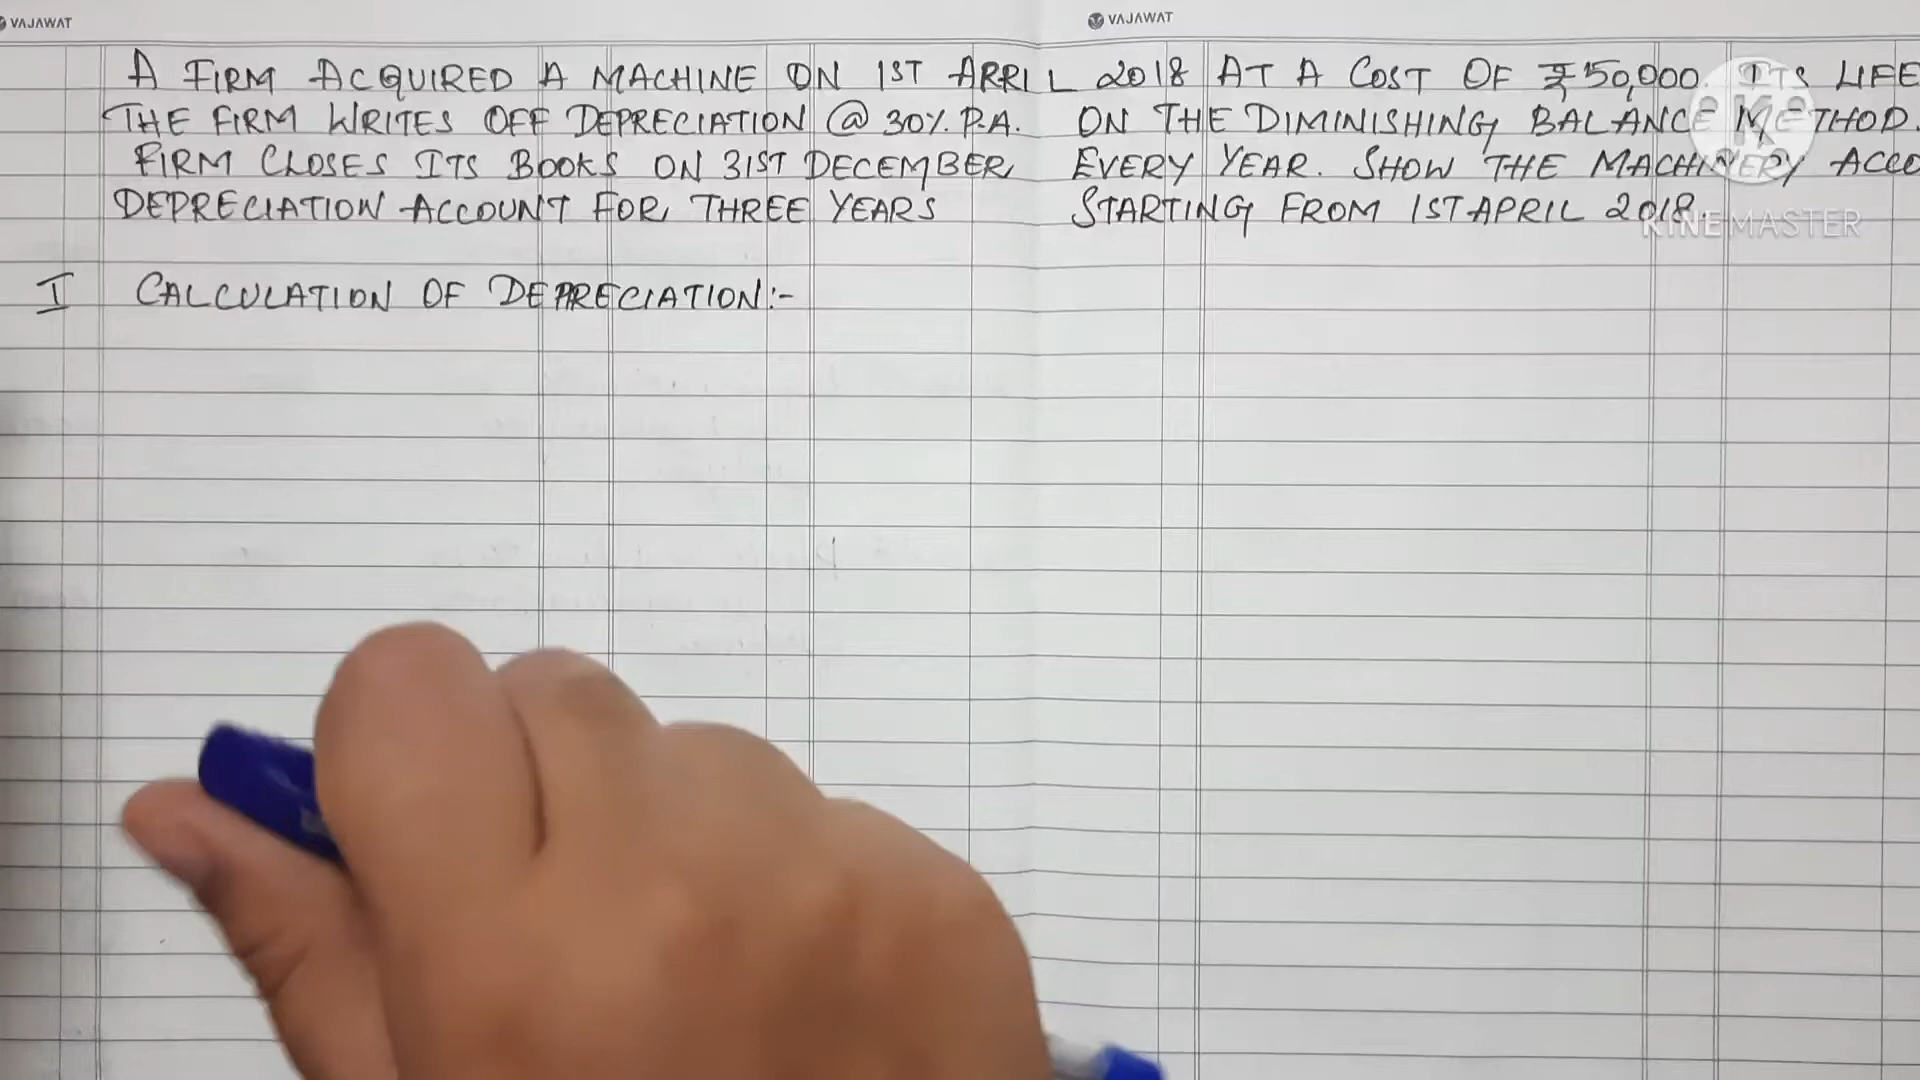 VAJAWAT
VAJAWAT
A FIRM ACQUIRED A MACHINE ON 1ST ARRIL 2018 AT A COST OF ₹50,000. ITS LIFE
THE FIRM WRITES OFF DEPRECIATION @ 30% P.A. ON THE DIMINISHING BALANCE METHOD.
FIRM CLOSES ITS BOOKS ON 31ST DECEMBER EVERY YEAR. SHOW THE MACHINERY ACCO
DEPRECIATION ACCOUNT FOR THREE YEARS STARTING FROM 1ST APRIL 2018.
KINEMASTER
I CALCULATION OF DEPRECIATION:-